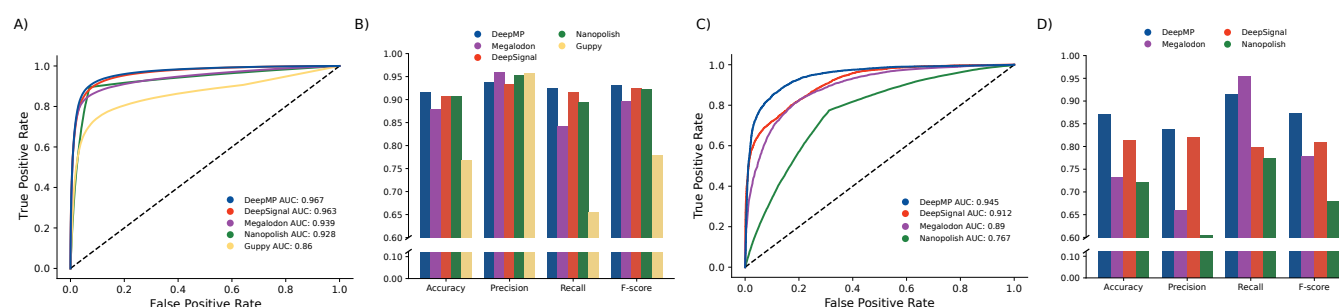 A)
True Positive Rate
1.0
0.8
0.6
0.4
0.2
0.0
DeepMP AUC: 0.967
DeepSignal AUC: 0.963
Megalodon AUC: 0.939
Nanopolish AUC: 0.928
Guppy AUC: 0.86
0.0 0.2 0.4 0.6 0.8 1.0
False Positive Rate
B)
DeepMP Nanopolish
Megalodon Guppy
DeepSignal
1.00
0.95
0.90
0.85
0.80
0.75
0.70
0.65
0.60
0.10
0.00
Accuracy Precision Recall F-score
C)
True Positive Rate
1.0
0.8
0.6
0.4
0.2
0.0
DeepMP AUC: 0.945
DeepSignal AUC: 0.912
Megalodon AUC: 0.89
Nanopolish AUC: 0.767
0.0 0.2 0.4 0.6 0.8 1.0
False Positive Rate
D)
DeepMP DeepSignal
Megalodon Nanopolish
1.00
0.95
0.90
0.85
0.80
0.75
0.70
0.65
0.60
0.10
0.00
Accuracy Precision Recall F-score